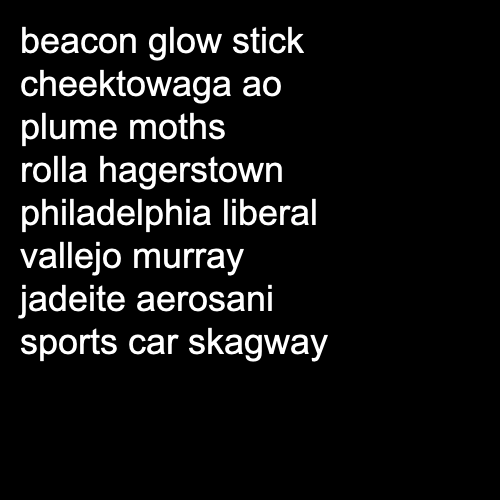 beacon glow stick
cheektowaga ao
plume moths
rolla hagerstown
philadelphia liberal
vallejo murray
jadeite aerosani
sports car skagway